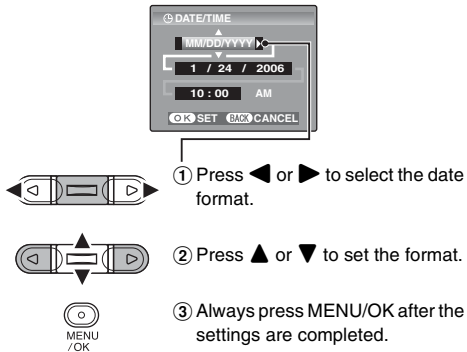 DATE/TIME
MM/DD/YYYY
1 / 24 / 2006
10 : 00 AM
OK SET BACK CANCEL
① Press ◀ or ▶ to select the date
format.
② Press ▲ or ▼ to set the format.
③ Always press MENU/OK after the
settings are completed.
MENU
/OK